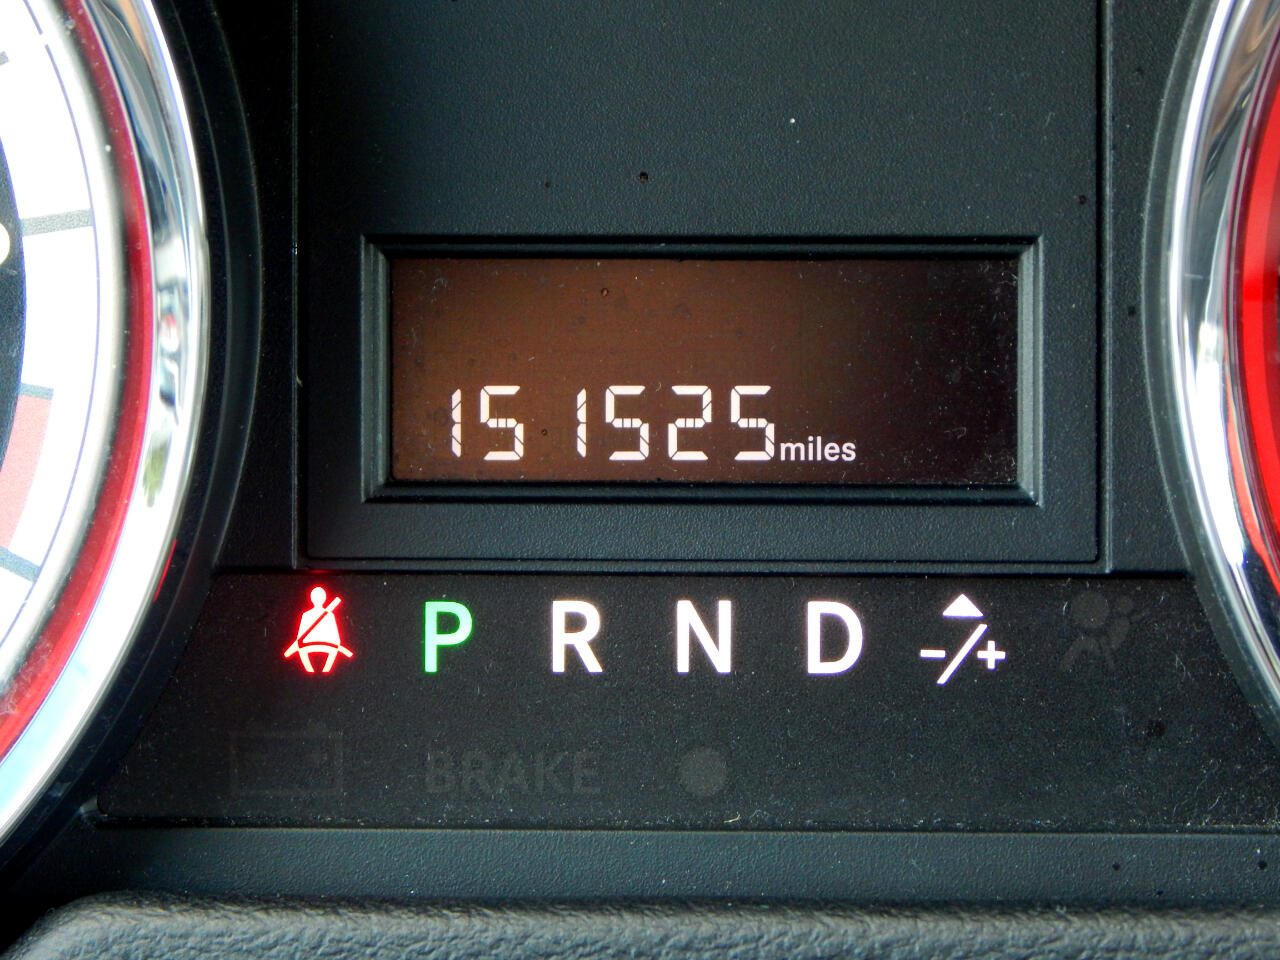 151525miles
P R N D -/+
BRAKE